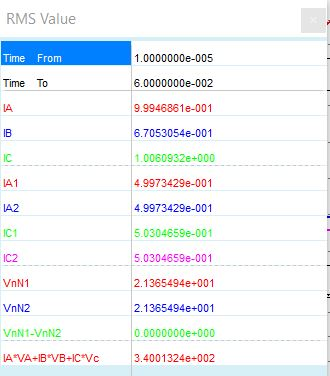 RMS Value
Time From 1.0000000e-005
Time To 6.0000000e-002
IA 9.9946861e-001
IB 6.7053054e-001
IC 1.0060932e+000
IA1 4.9973429e-001
IA2 4.9973429e-001
IC1 5.0304659e-001
IC2 5.0304659e-001
VnN1 2.1365494e+001
VnN2 2.1365494e+001
VnN1-VnN2 0.0000000e+000
IA*VA+IB*VB+IC*Vc 3.4001324e+002